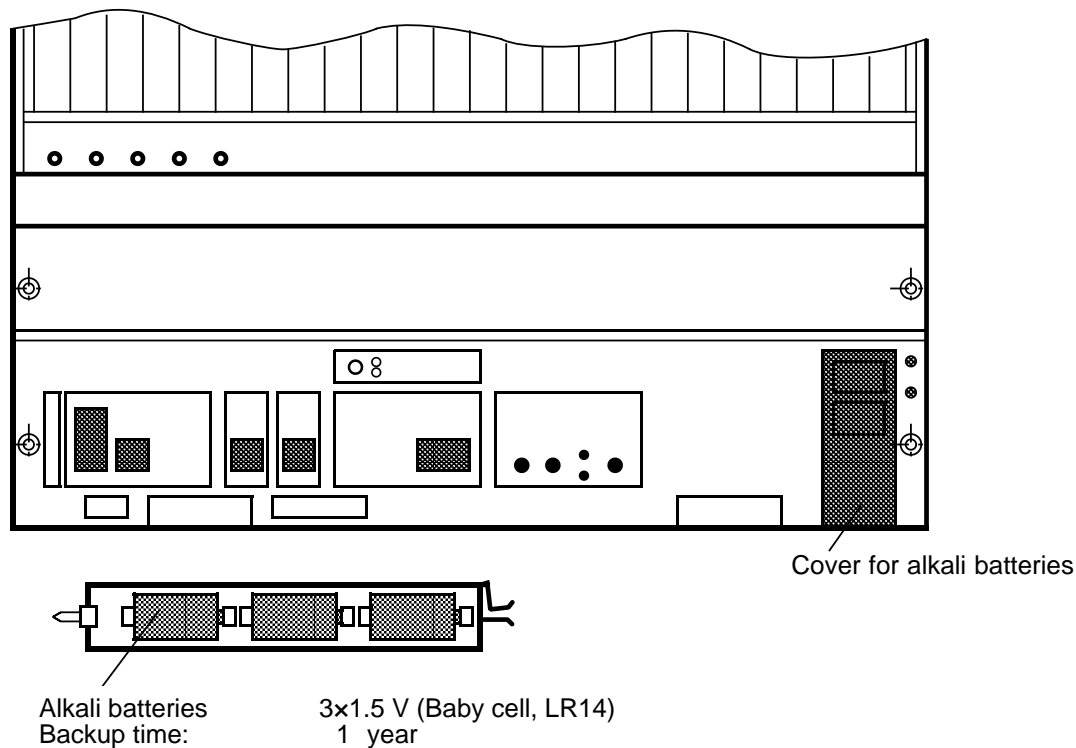 Cover for alkali batteries
Alkali batteries 3×1.5 V (Baby cell, LR14)
Backup time: 1 year